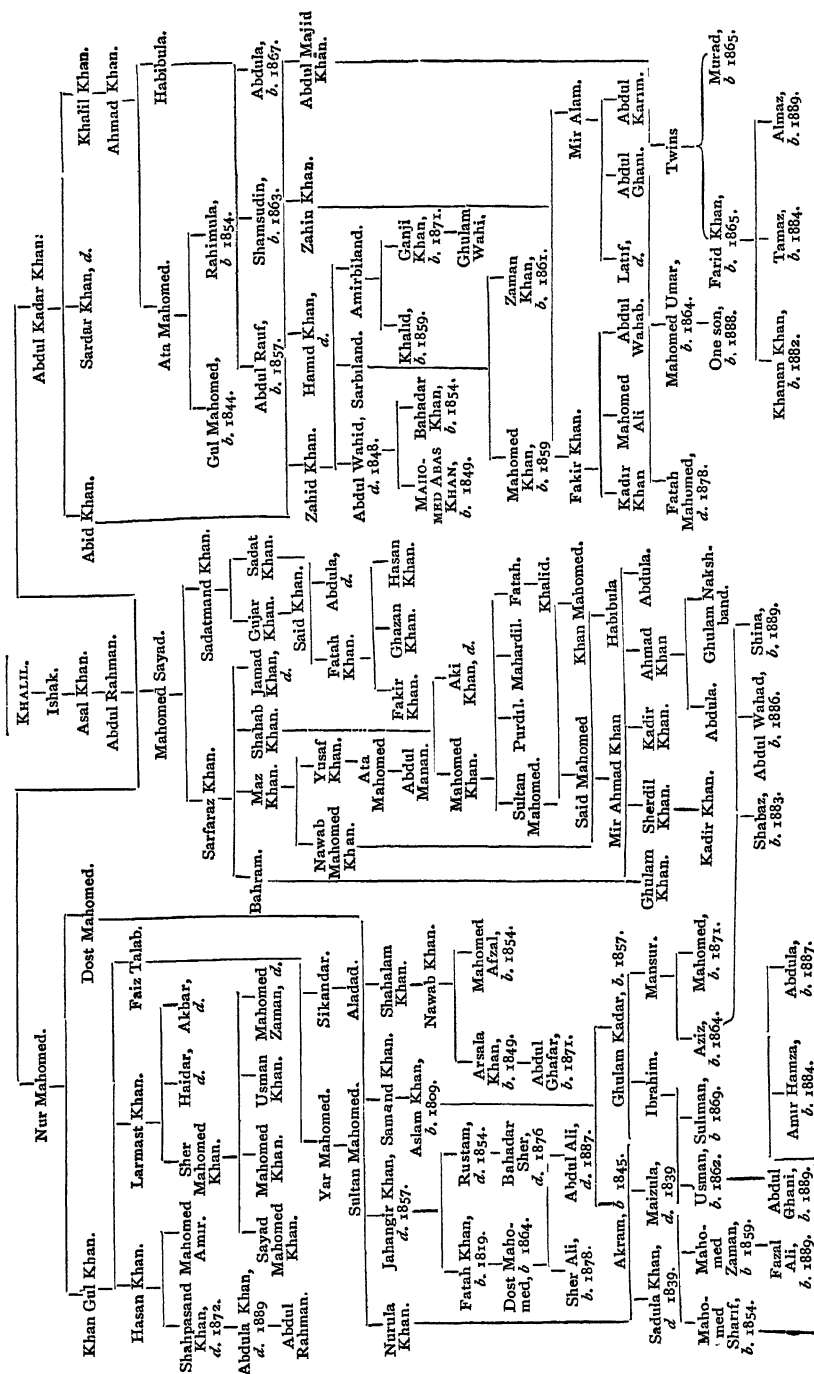 KHALIL.
Ishak.
Asal Khan.
Abdul Rahman.
Nur Mahomed.
Khan Gul Khan.
Dost Mahomed.
Hasan Khan.
Larmast Khan.
Faiz Talab.
Shahpasand
Khan,
d. 1872.
Mahomed
Amir.
Sher
Mahomed
Khan.
Haidar,
d.
Akbar,
d.
Abdula Khan,
d. 1889
Abdul
Rahman.
Sayad
Mahomed
Khan.
Mahomed
Khan.
Usman
Khan.
Mahomed
Zaman, d.
Yar Mahomed.
Sikandar.
Sultan Mahomed.
Aladad.
Nurula
Khan.
Jahangir Khan,
d. 1857.
Samand Khan.
Aslam Khan,
b. 1809.
Shahalam
Khan.
Nawab Khan.
Fatah Khan,
b. 1819.
Rustam,
d. 1854.
Arsala
Khan,
b. 1849.
Mahomed
Afzal,
b. 1854.
Dost Maho-
med, b 1864.
Bahadar
Sher,
d. 1876
Abdul
Ghafar,
b. 1871.
Sher Ali,
b. 1878.
Abdul Ali,
d. 1887.
Akram, b 1845.
Ghulam Kadar, b. 1857.
Sadula Khan,
d 1839.
Maizula,
d. 1839
Ibrahim.
Mansur.
Maho-
med
Sharif,
b. 1854.
Maho-
med
Zaman,
b 1859.
Usman,
b. 1862.
Suliman,
b 1869.
Aziz,
b. 1864.
Mahomed,
b. 1871.
Fazal
Ali,
b. 1889.
Abdul
Ghani,
b. 1889.
Amir Hamza,
b. 1884.
Abdula,
b. 1887.
Mahomed Sayad.
Sarfaraz Khan.
Sadatmand Khan.
Bahram.
Maz
Khan.
Shahab
Khan.
Jamad
Khan,
d.
Gujar
Khan.
Sadat
Khan.
Nawab
Mahomed
Khan.
Yusaf
Khan.
Ata
Mahomed
Abdul
Manan.
Said Khan.
Fatah
Khan.
Abdula,
d.
Fakir
Khan.
Ghazan
Khan.
Hasan
Khan.
Mahomed
Khan.
Aki
Khan, d.
Sultan
Mahomed.
Purdil.
Mahardil.
Fatah.
Khalid.
Said Mahomed
Khan Mahomed.
Mir Ahmad Khan
Habibula
Ghulam
Khan.
Sherdil
Khan.
Kadir
Khan.
Ahmad
Khan
Abdula.
Kadir Khan.
Abdula.
Ghulam Naksh-
band.
Shabaz,
b. 1883.
Abdul Wahad,
b. 1886.
Shina,
b. 1889.
Abdul Kadar Khan:
Abid Khan.
Sardar Khan, d.
Khalil Khan.
Ahmad Khan.
Ata Mahomed.
Habibula.
Gul Mahomed,
b. 1844.
Rahimula,
b 1854.
Abdul Rauf,
b. 1857.
Shamsudin,
b. 1863.
Abdula,
b. 1867.
Zahid Khan.
Hamid Khan,
d.
Zahin Khan.
Abdul Majid
Khan.
Abdul Wahid,
d. 1848.
Sarbiland.
Amirbiland.
MAHO-
MED ABAS
KHAN,
b. 1849.
Bahadar
Khan,
b. 1854.
Khalid,
b. 1859.
Ganji
Khan,
b. 1871.
Ghulam
Wahi.
Mahomed
Khan,
b. 1859
Zaman
Khan,
b. 1861.
Fakir Khan.
Mir Alam.
Kadir
Khan
Mahomed
Ali
Abdul
Wahab.
Latif,
d.
Abdul
Ghani.
Abdul
Karim.
Fatah
Mahomed,
d. 1878.
Mahomed Umar,
b. 1864.
Twins
One son,
b. 1888.
Farid Khan,
b. 1865.
Murad,
b 1865.
Khanan Khan,
b. 1882.
Tamaz,
b. 1884.
Almaz,
b. 1889.